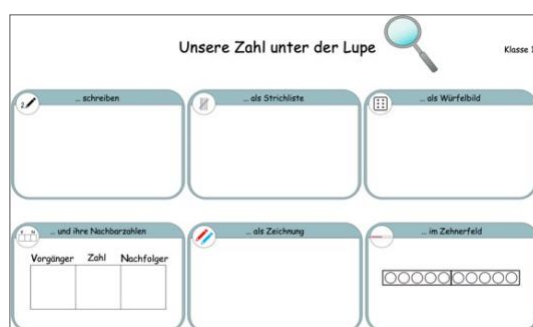 Unsere Zahl unter der Lupe
Klasse 1
... schreiben
... als Strichliste
... als Würfelbild
... und ihre Nachbarzahlen
Vorgänger Zahl Nachfolger
... als Zeichnung
... im Zehnerfeld